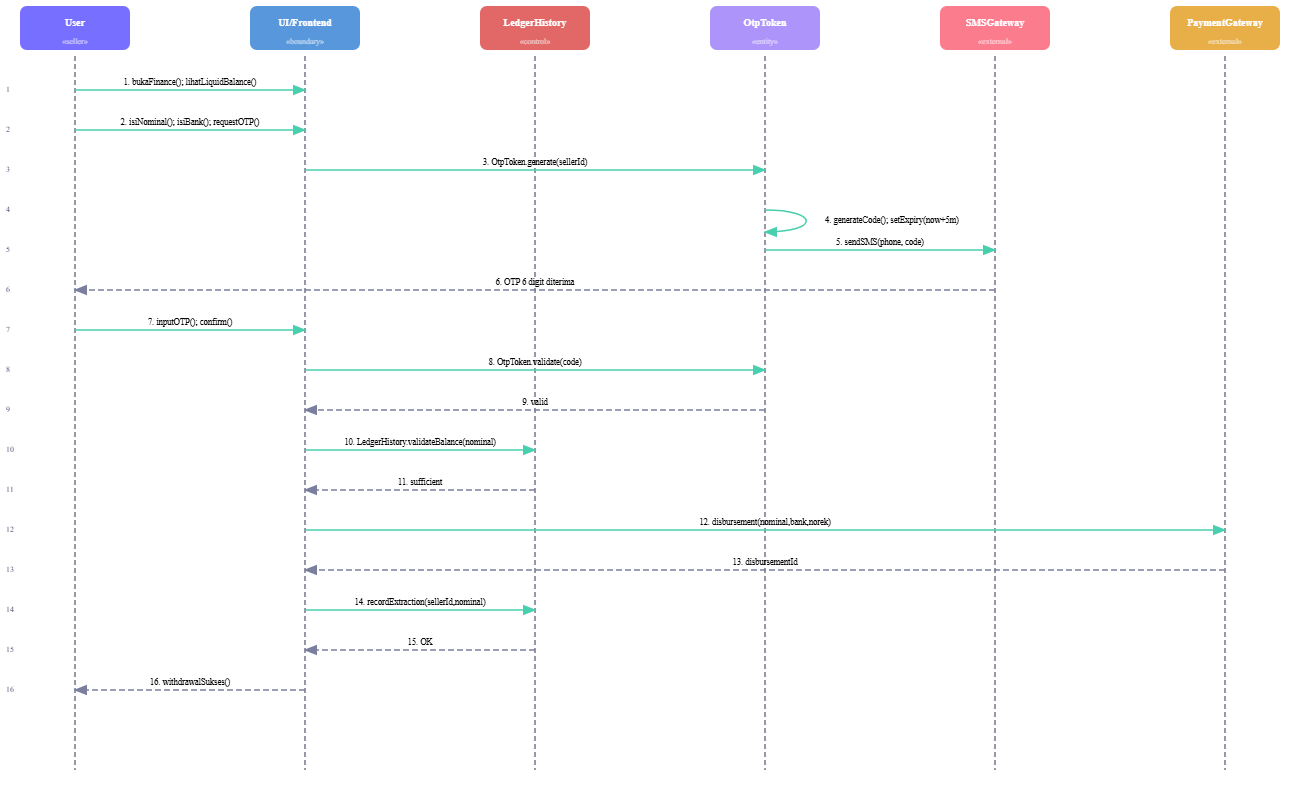 User
«seller»
UI/Frontend
«boundary»
LedgerHistory
«control»
OtpToken
«entity»
SMSGateway
«external»
PaymentGateway
«external»
1
1. bukaFinance(); lihatLiquidBalance()
2
2. isiNominal(); isiBank(); requestOTP()
3
3. OtpToken.generate(sellerId)
4
4. generateCode(); setExpiry(now+5m)
5
5. sendSMS(phone, code)
6
6. OTP 6 digit diterima
7
7. inputOTP(); confirm()
8
8. OtpToken.validate(code)
9
9. valid
10
10. LedgerHistory.validateBalance(nominal)
11
11. sufficient
12
12. disbursement(nominal,bank,norek)
13
13. disbursementId
14
14. recordExtraction(sellerId,nominal)
15
15. OK
16
16. withdrawalSukses()